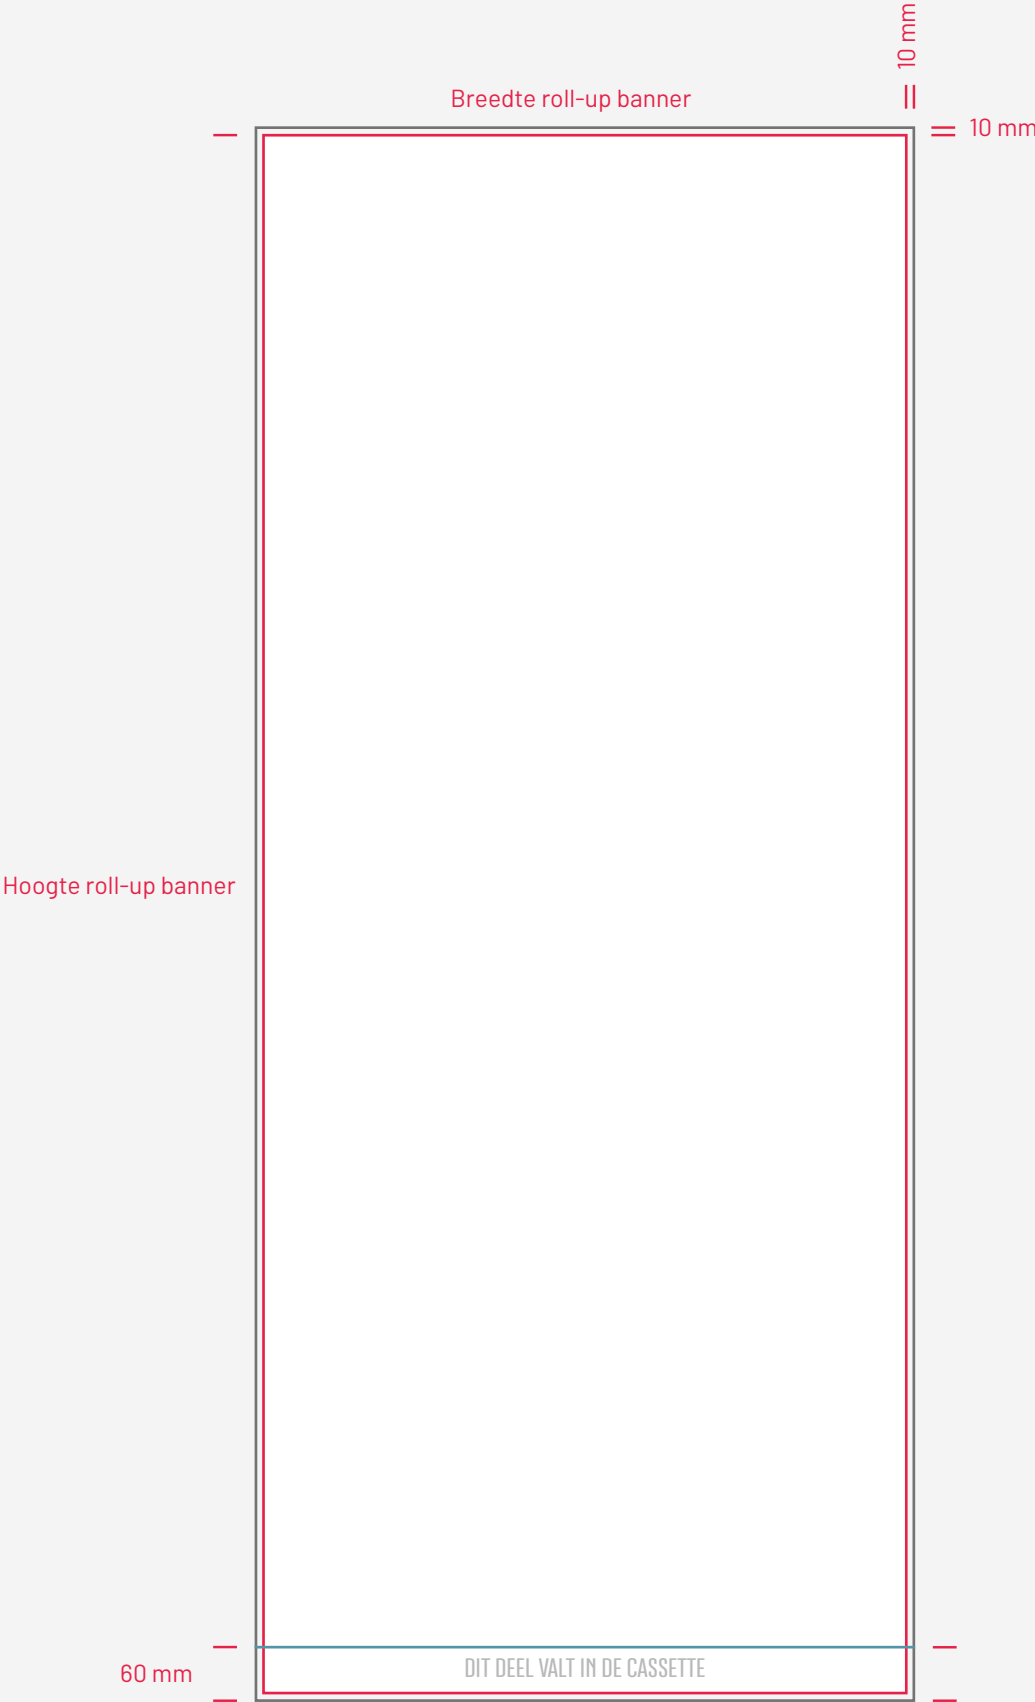 10 mm
Breedte roll-up banner
10 mm
Hoogte roll-up banner
DIT DEEL VALT IN DE CASSETTE
60 mm